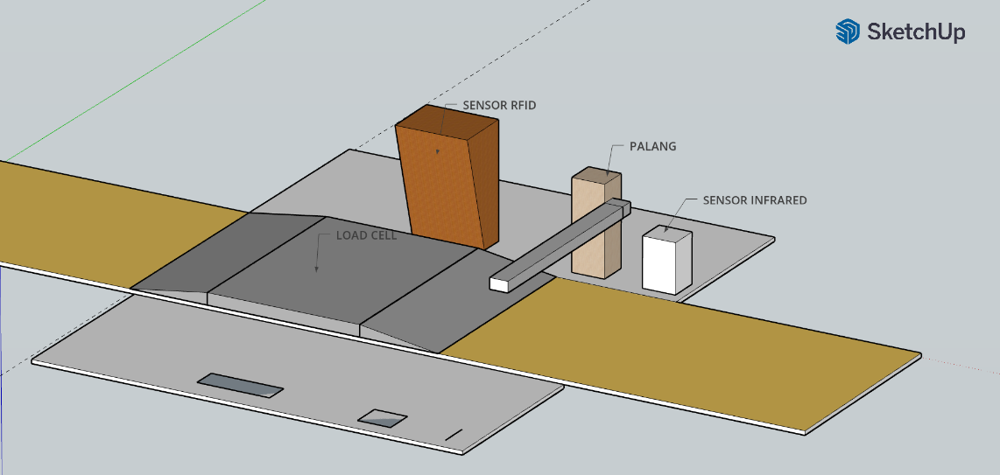 SketchUp
SENSOR RFID
PALANG
SENSOR INFRARED
LOAD CELL